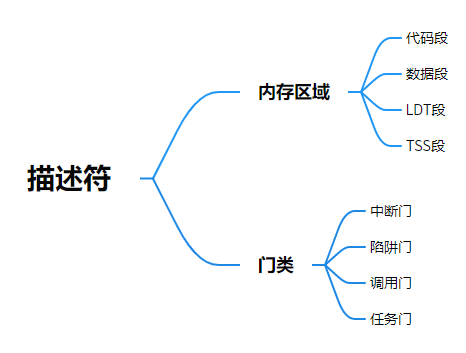 描述符
内存区域
代码段
数据段
LDT段
TSS段
门类
中断门
陷阱门
调用门
任务门